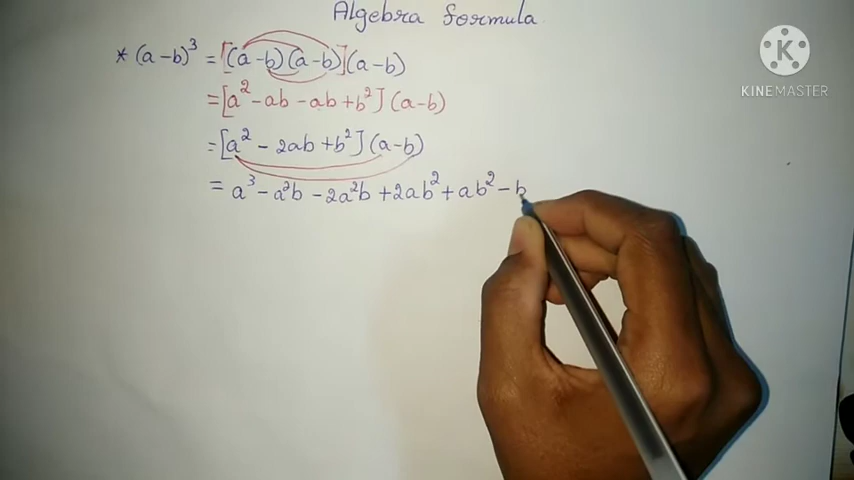 Algebra formula
* (a-b)³ = [(a-b)(a-b)](a-b)
= [a² - ab - ab + b²](a-b)
= [a² - 2ab + b²](a-b)
= a³ - a²b - 2a²b + 2ab² + ab² - b
K
KINEMASTER